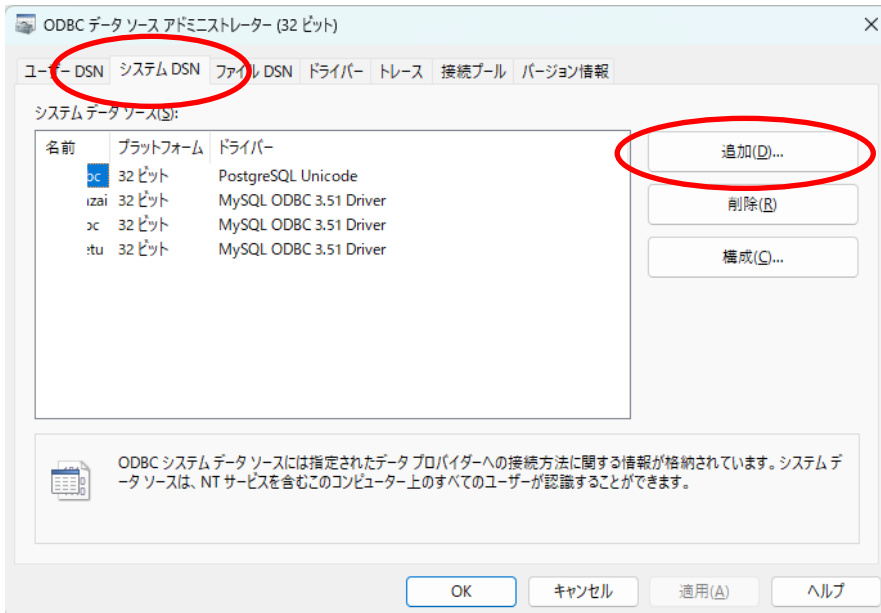 ODBC データ ソース アドミニストレーター (32 ビット)
ユーザー DSN システム DSN ファイル DSN ドライバー トレース 接続プール バージョン情報
システム データ ソース(S):
名前 プラットフォーム ドライバー
oc 32 ビット PostgreSQL Unicode
zai 32 ビット MySQL ODBC 3.51 Driver
oc 32 ビット MySQL ODBC 3.51 Driver
tu 32 ビット MySQL ODBC 3.51 Driver
追加(D)...
削除(R)
構成(C)...
ODBC システム データ ソースには指定されたデータ プロバイダーへの接続方法に関する情報が格納されています。システム デ
ータ ソースは、NT サービスを含むこのコンピューター上のすべてのユーザーが認識することができます。
OK キャンセル 適用(A) ヘルプ